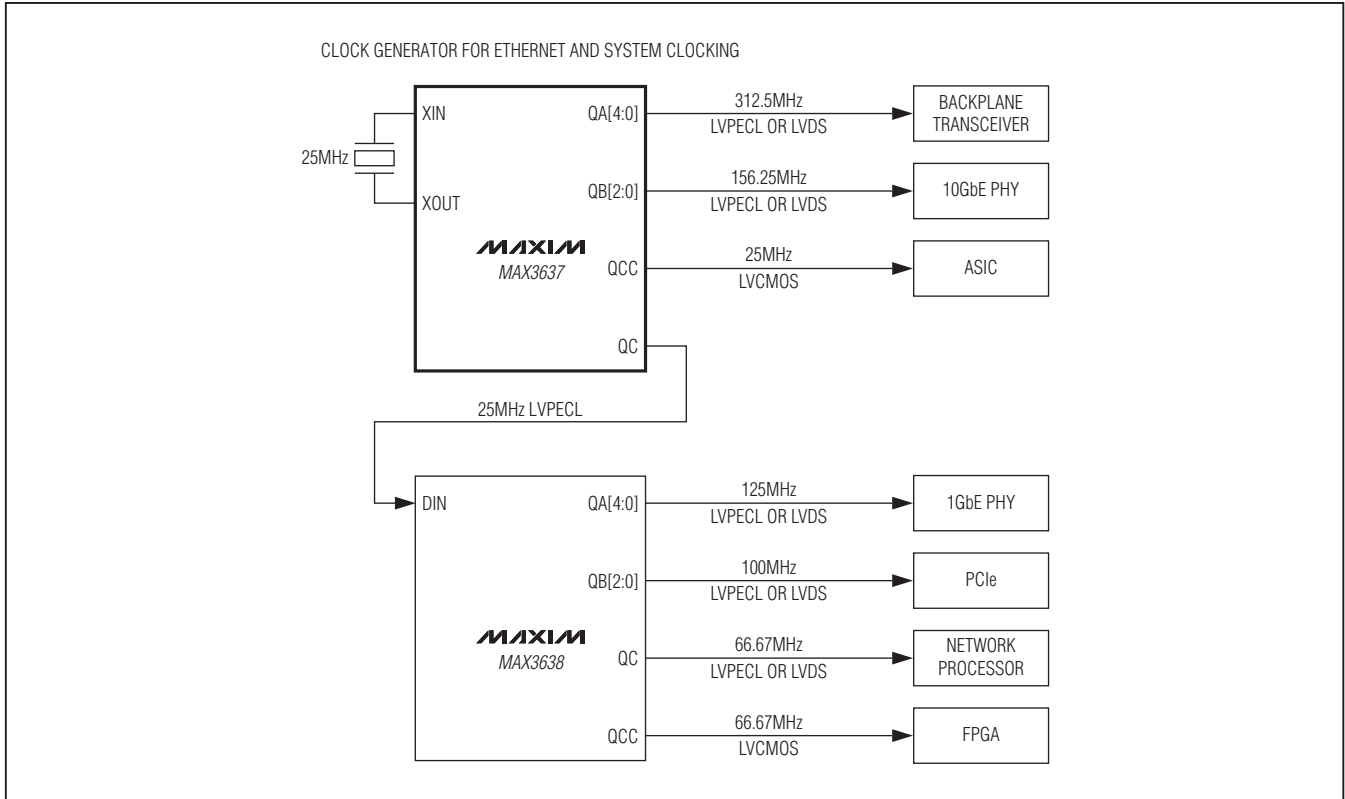 CLOCK GENERATOR FOR ETHERNET AND SYSTEM CLOCKING
25MHz
XIN
XOUT
MAXIM
MAX3637
QA[4:0]
312.5MHz
LVPECL OR LVDS
BACKPLANE
TRANSCEIVER
QB[2:0]
156.25MHz
LVPECL OR LVDS
10GbE PHY
QCC
25MHz
LVCMOS
ASIC
QC
25MHz LVPECL
DIN
MAXIM
MAX3638
QA[4:0]
125MHz
LVPECL OR LVDS
1GbE PHY
QB[2:0]
100MHz
LVPECL OR LVDS
PCIe
QC
66.67MHz
LVPECL OR LVDS
NETWORK
PROCESSOR
QCC
66.67MHz
LVCMOS
FPGA